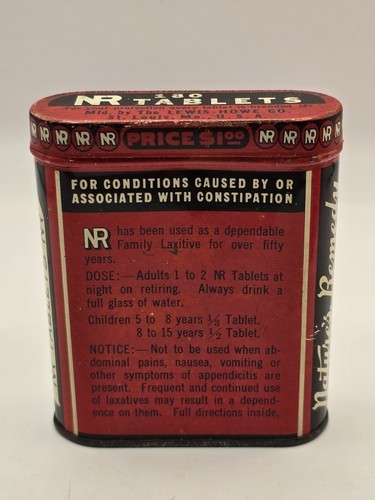 NR 180 TABLETS
Mfd. by The LEWIS-HOWE CO.
St. Louis, Mo., U. S. A.
NR NR NR NR PRICE $1.00 NR NR NR NR
FOR CONDITIONS CAUSED BY OR
ASSOCIATED WITH CONSTIPATION
NR has been used as a dependable
Family Laxitive for over fifty
years.
DOSE:— Adults 1 to 2 NR Tablets at
night on retiring. Always drink a
full glass of water.
Children 5 to 8 years ⅓ Tablet.
8 to 15 years ½ Tablet.
NOTICE:— Not to be used when ab-
dominal pains, nausea, vomiting or
other symptoms of appendicitis are
present. Frequent and continued use
of laxatives may result in a depend-
ence on them. Full directions inside.
Nature's Remedy